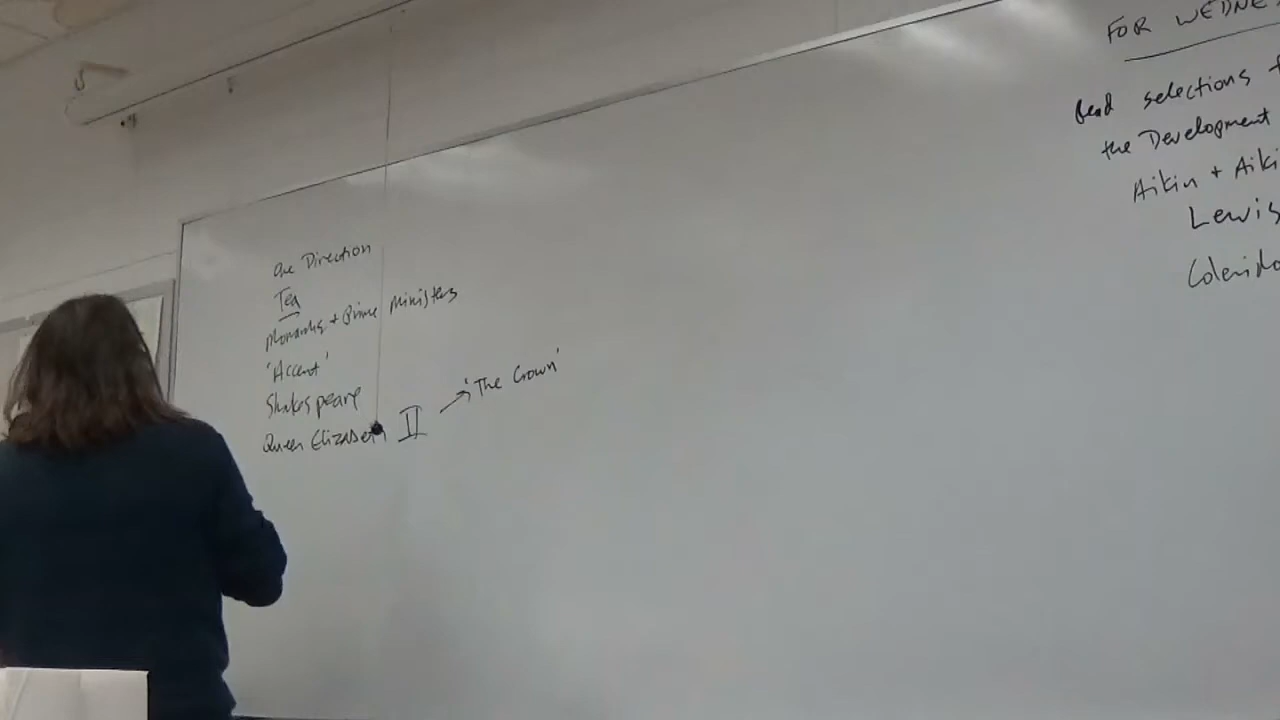 One Direction
Tea
Monarchs + Prime Ministers
'Accent'
Shakespeare
Queen Elizabeth II → 'The Crown'
FOR WEDNE
Read selections
the Development
Aikin + Aiki
Lewis